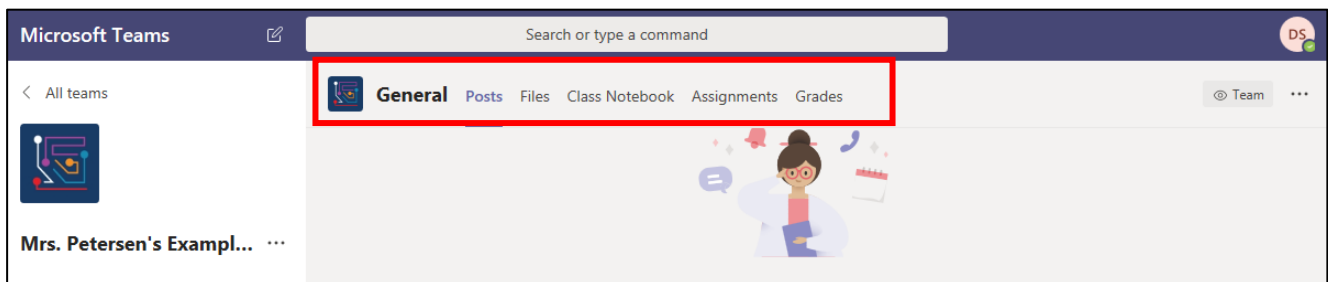 Microsoft Teams
Search or type a command
DS
All teams
General Posts Files Class Notebook Assignments Grades
Team
Mrs. Petersen's Exampl...